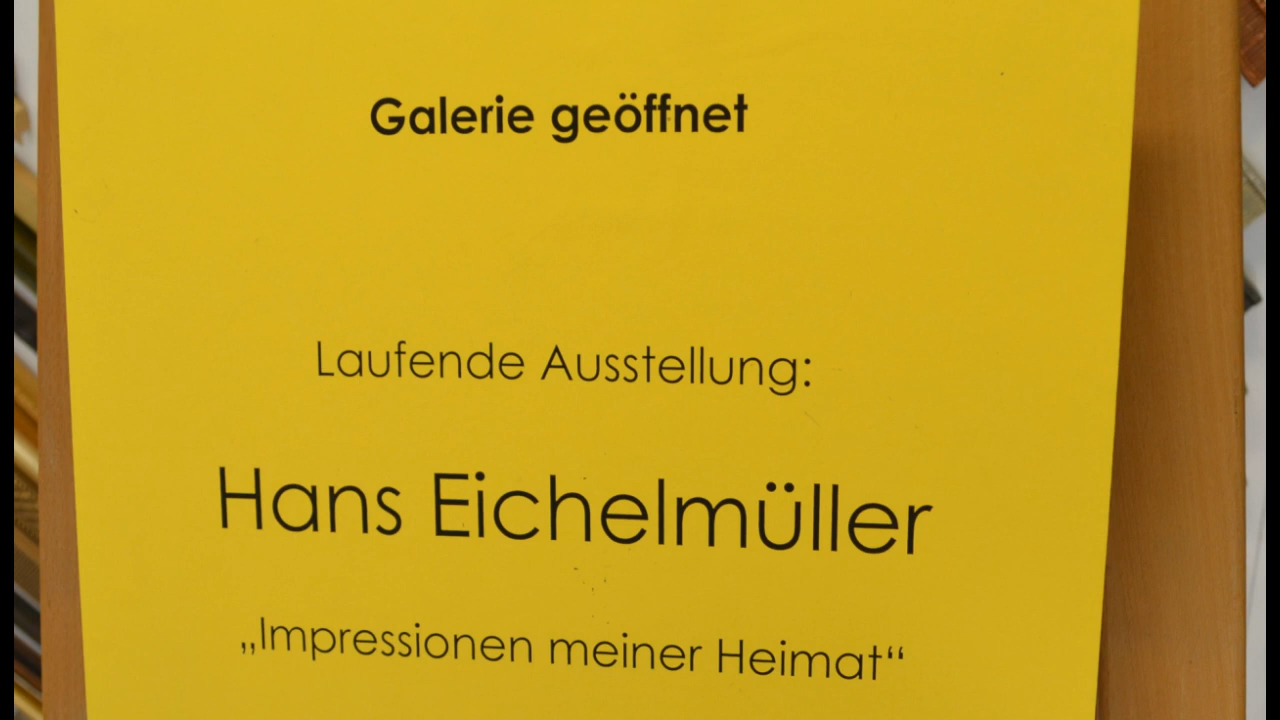 Galerie geöffnet
Laufende Ausstellung:
Hans Eichelmüller
„Impressionen meiner Heimat“